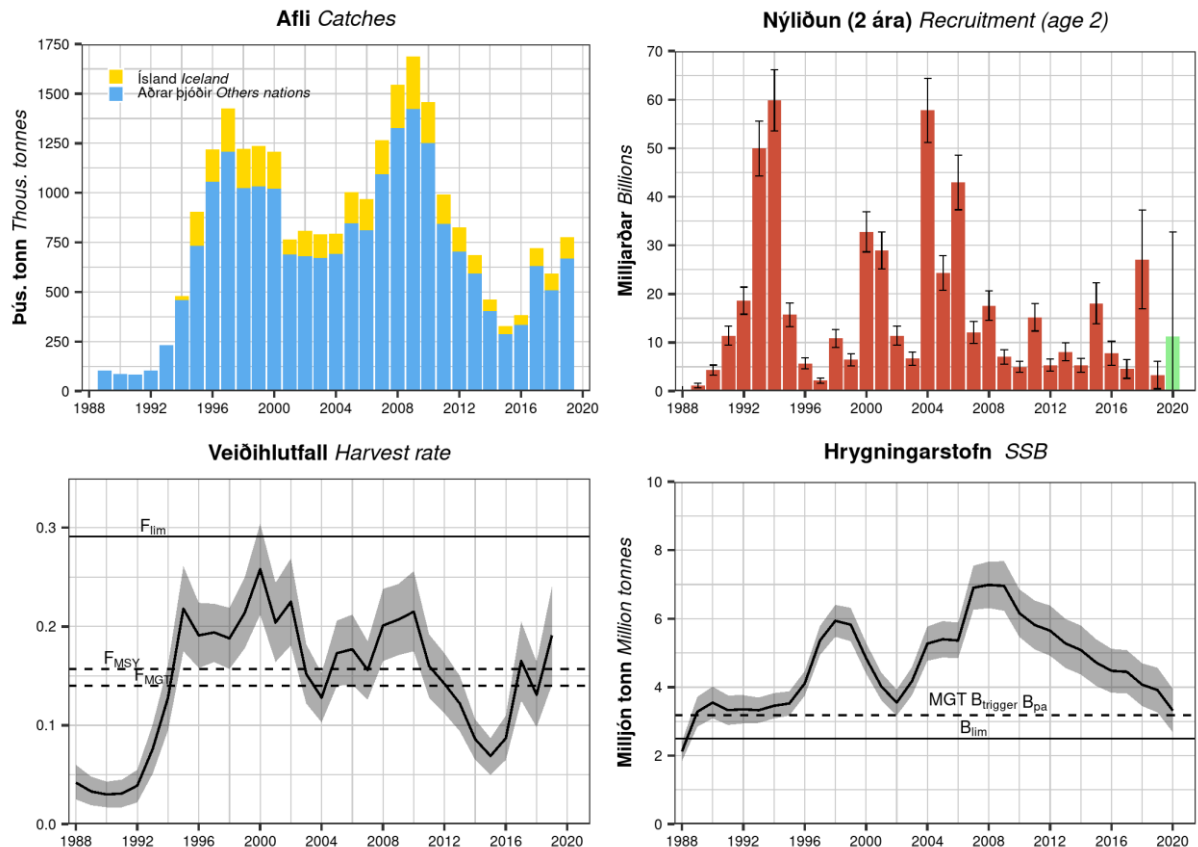 Afli Catches
Þús. tonn Thous. tonnes
1750
1500
1250
1000
750
500
250
0
Ísland Iceland
Aðrar þjóðir Others nations
1988 1992 1996 2000 2004 2008 2012 2016 2020
Nýliðun (2 ára) Recruitment (age 2)
Milljarðar Billions
70
60
50
40
30
20
10
0
1988 1992 1996 2000 2004 2008 2012 2016 2020
Veiðihlutfall Harvest rate
0.3
0.2
0.1
0.0
Flim
FMSY
FMGT
1988 1992 1996 2000 2004 2008 2012 2016 2020
Hrygningarstofn SSB
Milljón tonn Million tonnes
10
8
6
4
2
0
MGT Btrigger Bpa
Blim
1988 1992 1996 2000 2004 2008 2012 2016 2020